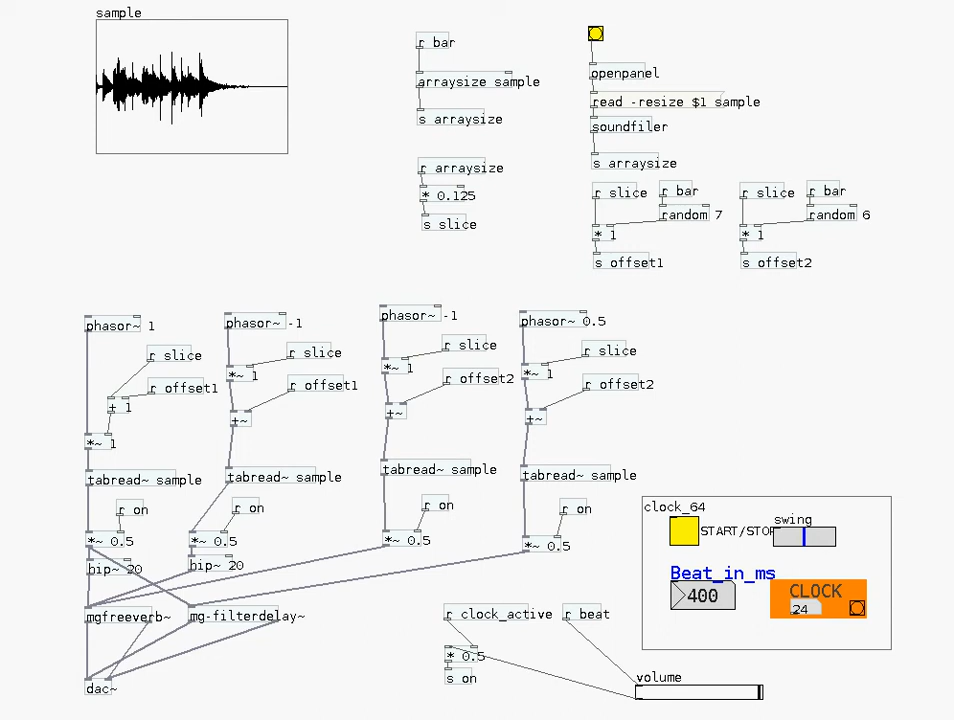 sample
r bar
arraysize sample
s arraysize
r arraysize
* 0.125
s slice
openpanel
read -resize $1 sample
soundfiler
s arraysize
r slice
r bar
random 7
* 1
s offset1
r slice
r bar
random 6
* 1
s offset2
phasor~ 1
r slice
r offset1
+ 1
*~ 1
tabread~ sample
r on
*~ 0.5
hip~ 20
phasor~ -1
r slice
*~ 1
r offset1
+~
tabread~ sample
r on
*~ 0.5
hip~ 20
phasor~ -1
r slice
*~ 1
r offset2
+~
tabread~ sample
r on
*~ 0.5
phasor~ 0.5
r slice
*~ 1
r offset2
+~
tabread~ sample
r on
*~ 0.5
mgfreeverb~
mg-filterdelay~
dac~
r clock_active
r beat
* 0.5
s on
volume
clock_64
START/STOP
swing
Beat_in_ms
400
CLOCK
24